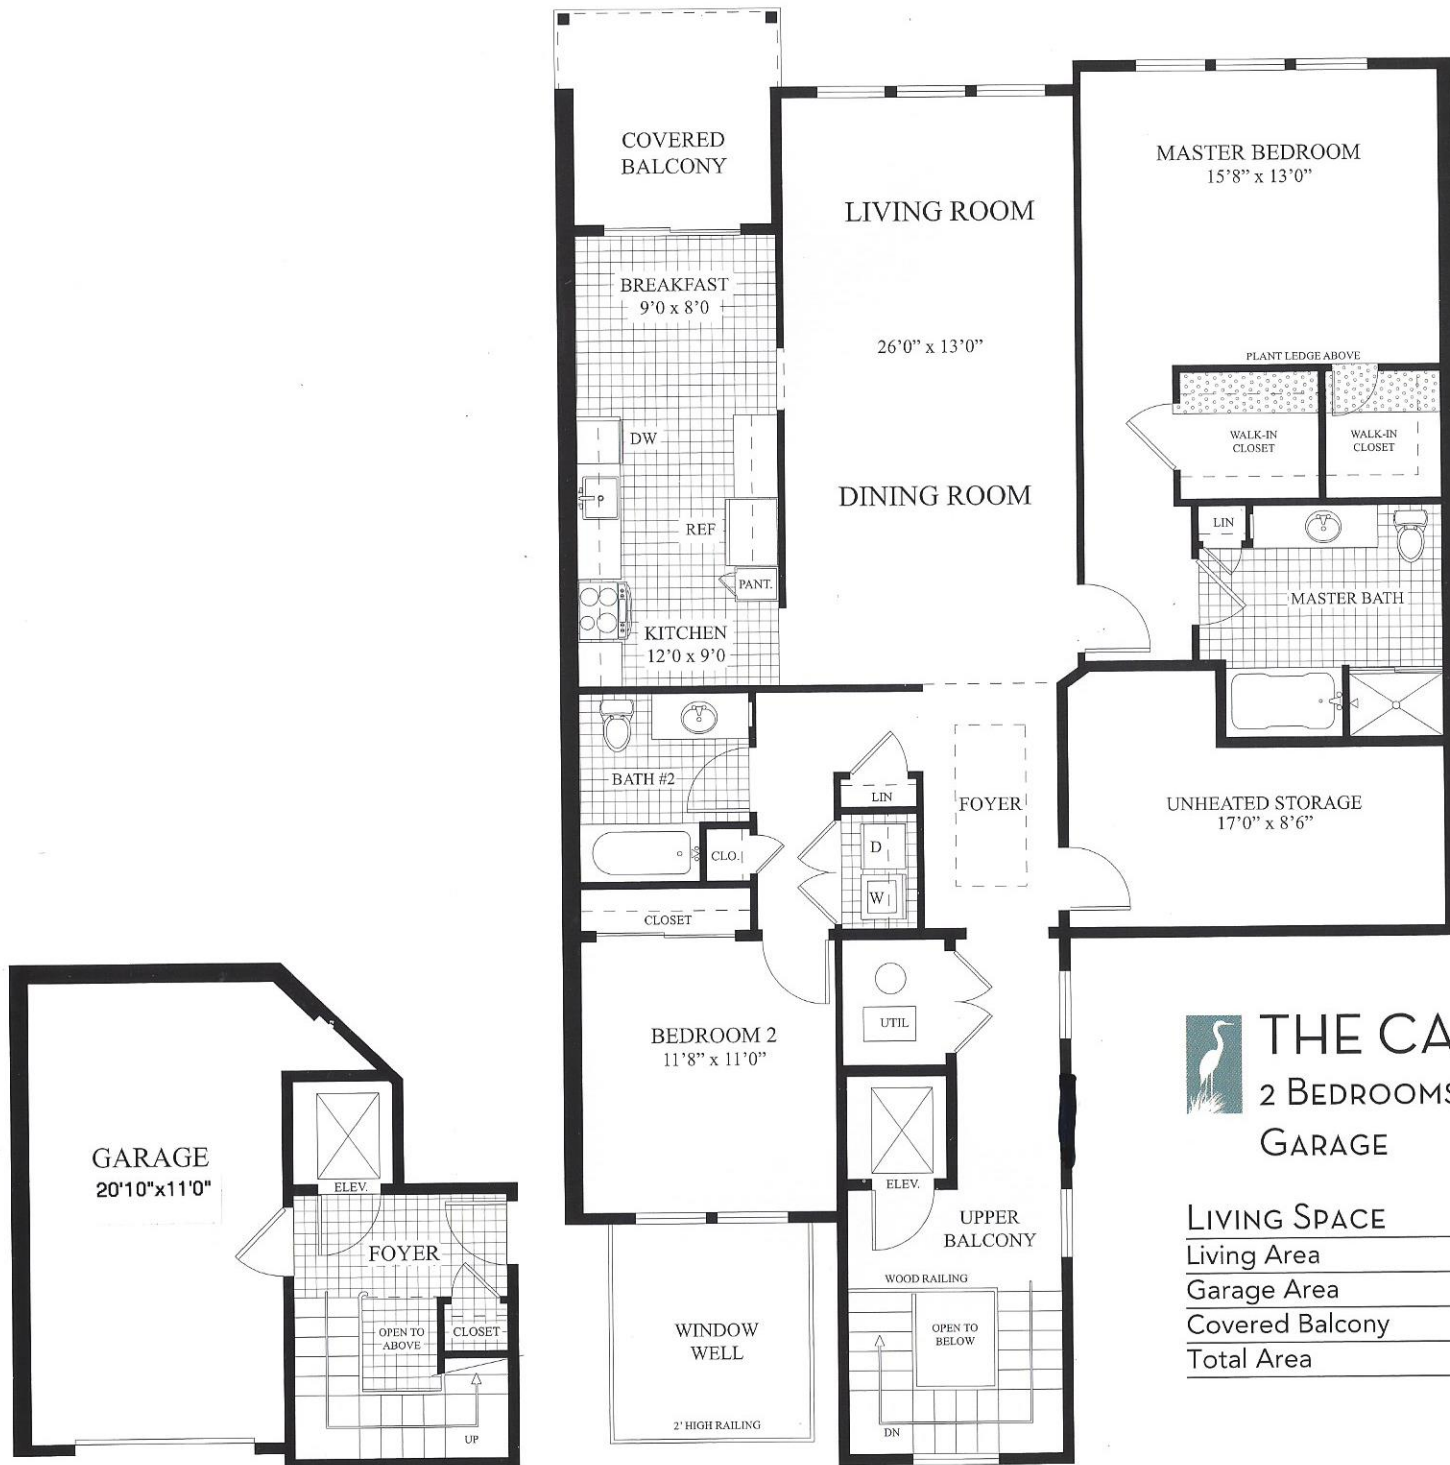 COVERED
BALCONY
MASTER BEDROOM
15'8" x 13'0"
LIVING ROOM
BREAKFAST
9'0 x 8'0
26'0" x 13'0"
PLANT LEDGE ABOVE
WALK-IN
CLOSET
WALK-IN
CLOSET
DW
DINING ROOM
REF
LIN
PANT.
MASTER BATH
KITCHEN
12'0 x 9'0
BATH #2
LIN
FOYER
UNHEATED STORAGE
17'0" x 8'6"
CLO.
D
W
CLOSET
UTIL
BEDROOM 2
11'8" x 11'0"
ELEV.
UPPER
BALCONY
WOOD RAILING
OPEN TO
BELOW
DN
WINDOW
WELL
2' HIGH RAILING
GARAGE
20'10"x11'0"
ELEV.
FOYER
OPEN TO
ABOVE
CLOSET
UP
THE CA
2 BEDROOMS
GARAGE
LIVING SPACE
Living Area
Garage Area
Covered Balcony
Total Area